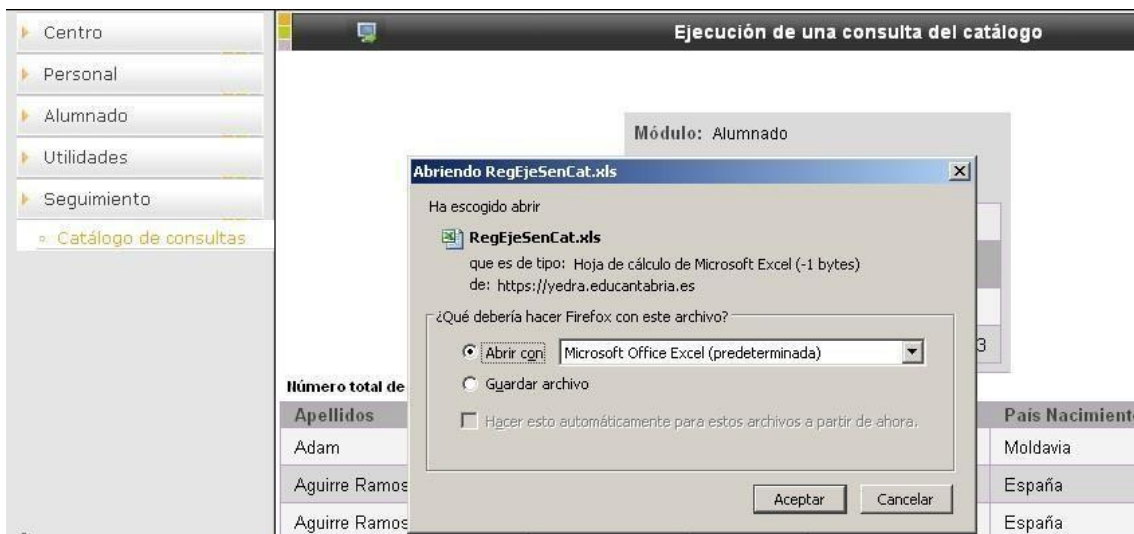 Centro
Personal
Alumnado
Utilidades
Seguimiento
Catálogo de consultas
Ejecución de una consulta del catálogo
Módulo: Alumnado
Abriendo RegEjeSenCat.xls
Ha escogido abrir
RegEjeSenCat.xls
que es de tipo: Hoja de cálculo de Microsoft Excel (-1 bytes)
de: https://yedra.educantabria.es
¿Qué debería hacer Firefox con este archivo?
Abrir con Microsoft Office Excel (predeterminada)
Guardar archivo
Hacer esto automáticamente para estos archivos a partir de ahora.
Aceptar Cancelar
3
Número total de
Apellidos País Nacimiento
Adam Moldavia
Aguirre Ramos España
Aguirre Ramos España